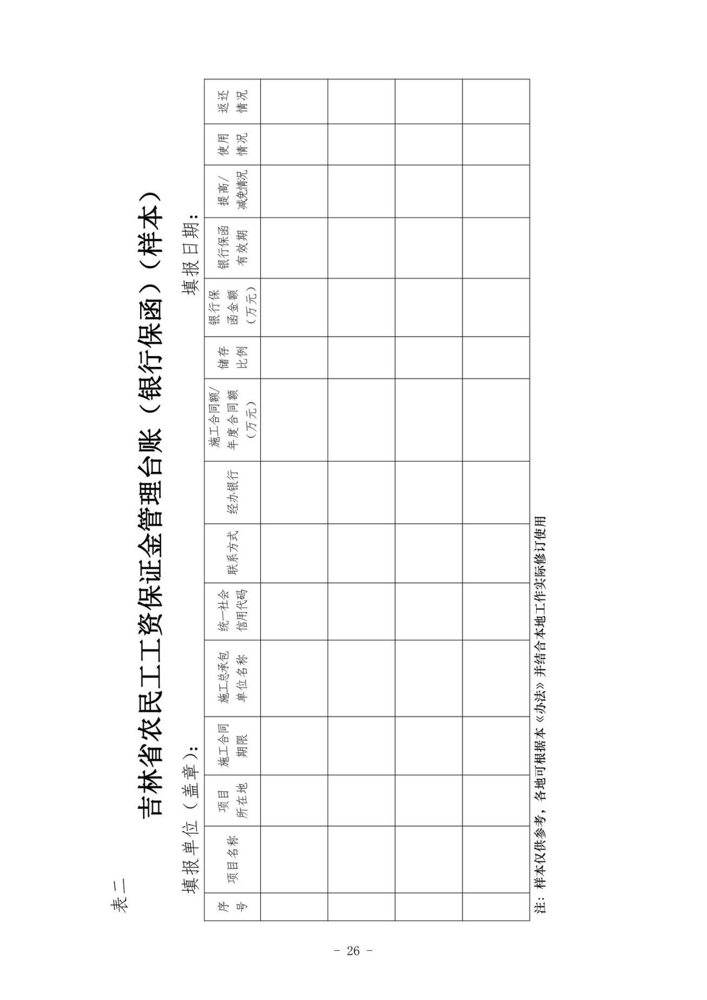 表二
吉林省农民工工资保证金管理台账（银行保函）（样本）
填报单位（盖章）：
填报日期：
序
号
项目名称
项目
所在地
施工合同
期限
施工总承包
单位名称
统一社会
信用代码
联系方式
经办银行
施工合同额/
年度合同额
（万元）
储存
比例
银行保
函金额
（万元）
银行保函
有效期
提高/
减免情况
使用
情况
返还
情况
注：样本仅供参考，各地可根据本《办法》并结合本地工作实际修订使用
- 26 -